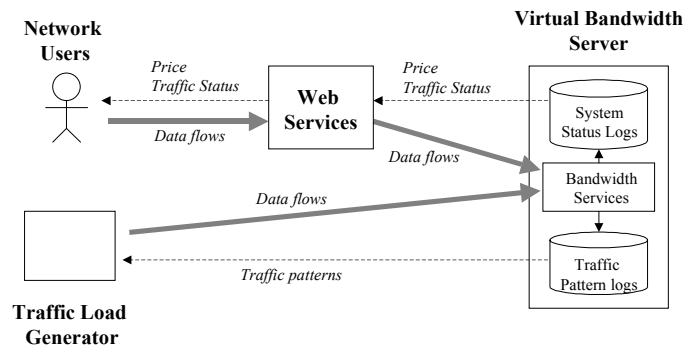 Network
Users
Virtual Bandwidth
Server
Price
Traffic Status
Web
Services
Price
Traffic Status
System
Status Logs
Data flows
Data flows
Bandwidth
Services
Data flows
Traffic patterns
Traffic
Pattern logs
Traffic Load
Generator